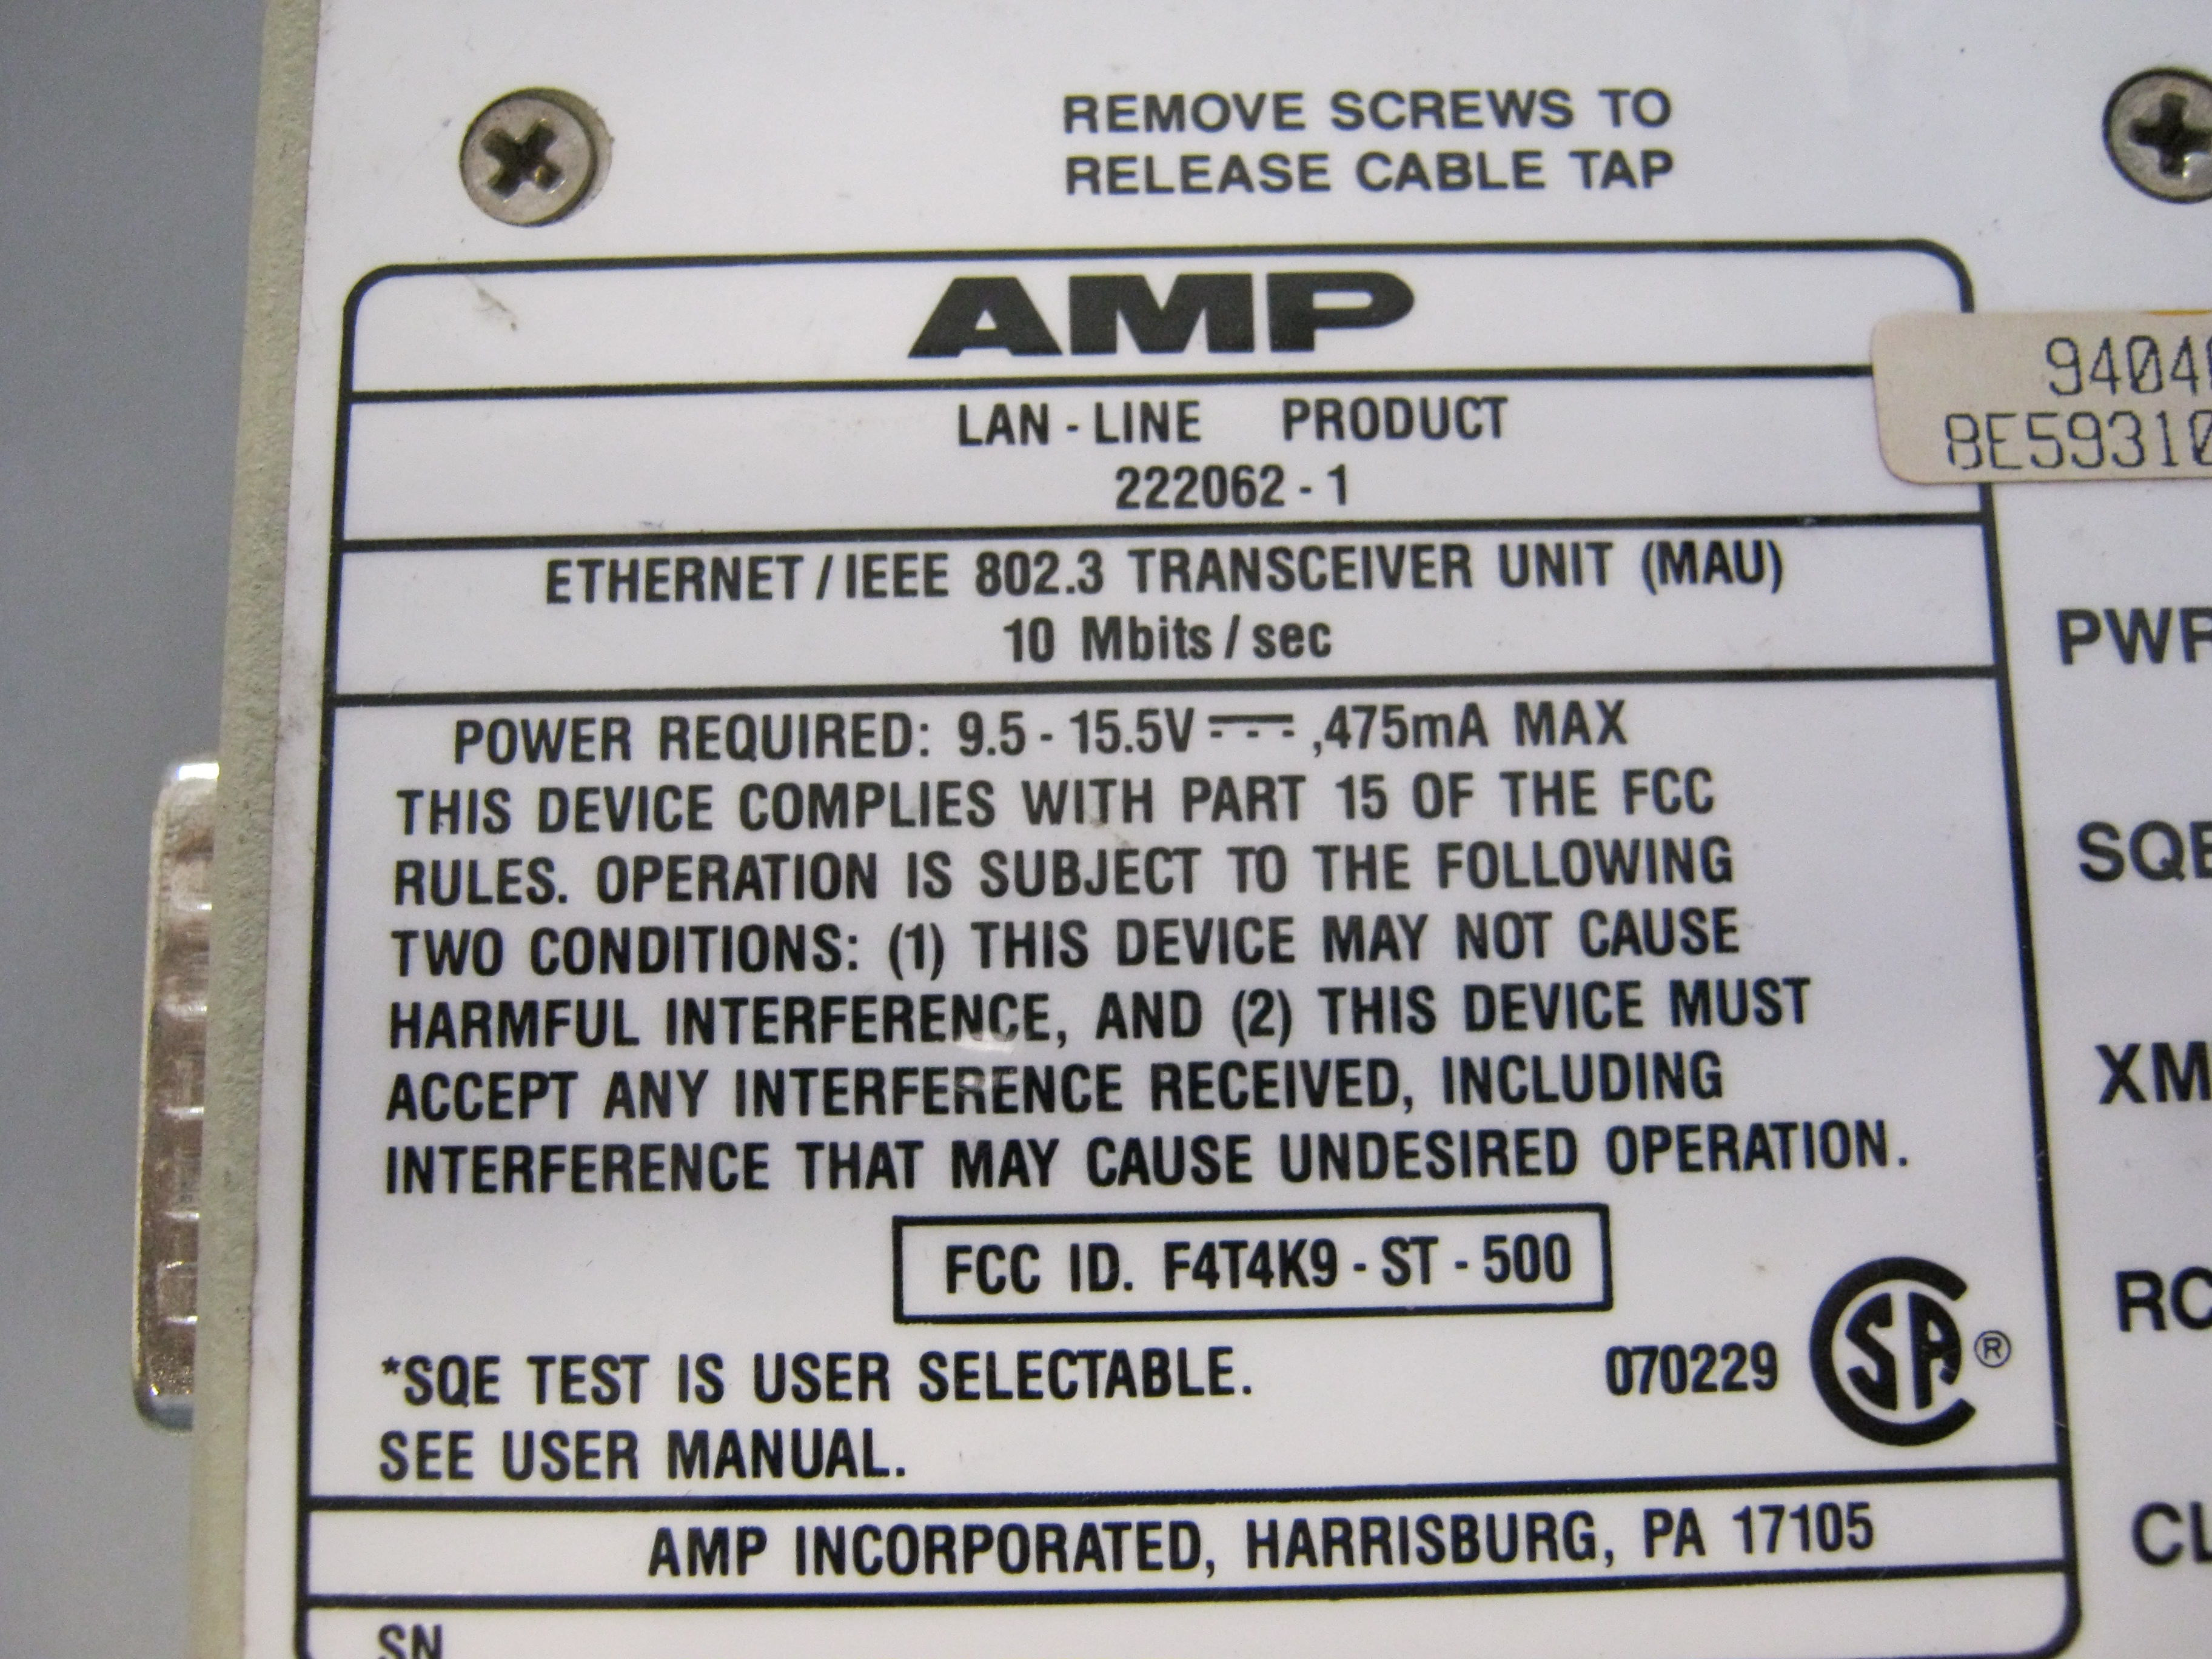 REMOVE SCREWS TO
RELEASE CABLE TAP
AMP
LAN - LINE PRODUCT
222062 - 1
ETHERNET / IEEE 802.3 TRANSCEIVER UNIT (MAU)
10 Mbits / sec
POWER REQUIRED: 9.5 - 15.5V ⎓ ,475mA MAX
THIS DEVICE COMPLIES WITH PART 15 OF THE FCC
RULES. OPERATION IS SUBJECT TO THE FOLLOWING
TWO CONDITIONS: (1) THIS DEVICE MAY NOT CAUSE
HARMFUL INTERFERENCE, AND (2) THIS DEVICE MUST
ACCEPT ANY INTERFERENCE RECEIVED, INCLUDING
INTERFERENCE THAT MAY CAUSE UNDESIRED OPERATION.
FCC ID. F4T4K9 - ST - 500
*SQE TEST IS USER SELECTABLE.
SEE USER MANUAL.
070229 CSA ®
AMP INCORPORATED, HARRISBURG, PA 17105
SN
9404
8E59310
PWR
SQE
XM
RC
CL